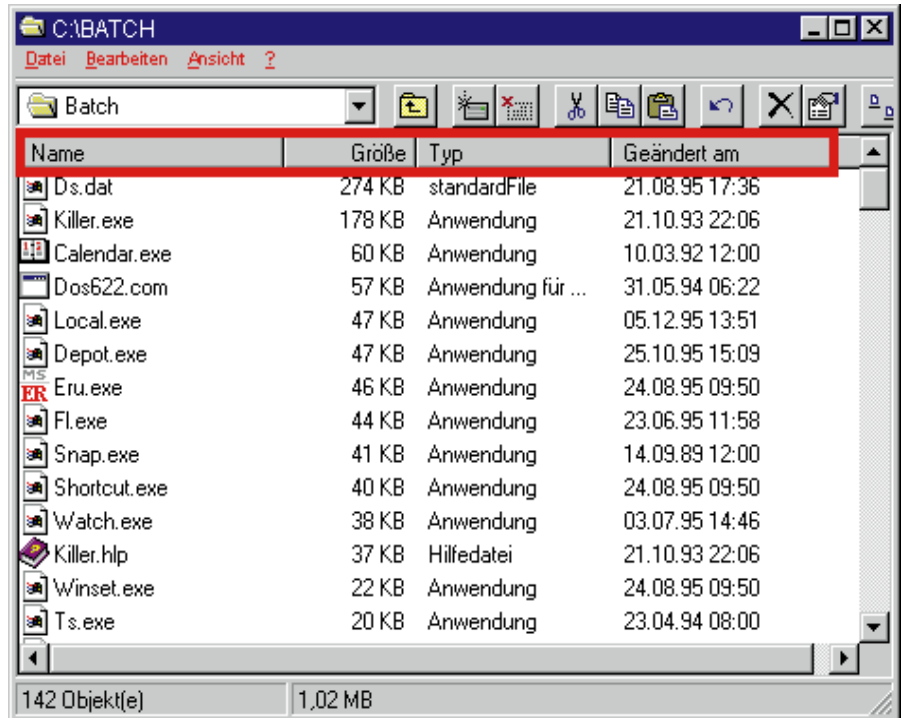 C:\BATCH
Datei Bearbeiten Ansicht ?
Batch
Name Größe Typ Geändert am
Ds.dat 274 KB standardFile 21.08.95 17:36
Killer.exe 178 KB Anwendung 21.10.93 22:06
Calendar.exe 60 KB Anwendung 10.03.92 12:00
Dos622.com 57 KB Anwendung für ... 31.05.94 06:22
Local.exe 47 KB Anwendung 05.12.95 13:51
Depot.exe 47 KB Anwendung 25.10.95 15:09
MS ER Eru.exe 46 KB Anwendung 24.08.95 09:50
Fl.exe 44 KB Anwendung 23.06.95 11:58
Snap.exe 41 KB Anwendung 14.09.89 12:00
Shortcut.exe 40 KB Anwendung 24.08.95 09:50
Watch.exe 38 KB Anwendung 03.07.95 14:46
Killer.hlp 37 KB Hilfedatei 21.10.93 22:06
Winset.exe 22 KB Anwendung 24.08.95 09:50
Ts.exe 20 KB Anwendung 23.04.94 08:00
142 Objekt(e) 1,02 MB